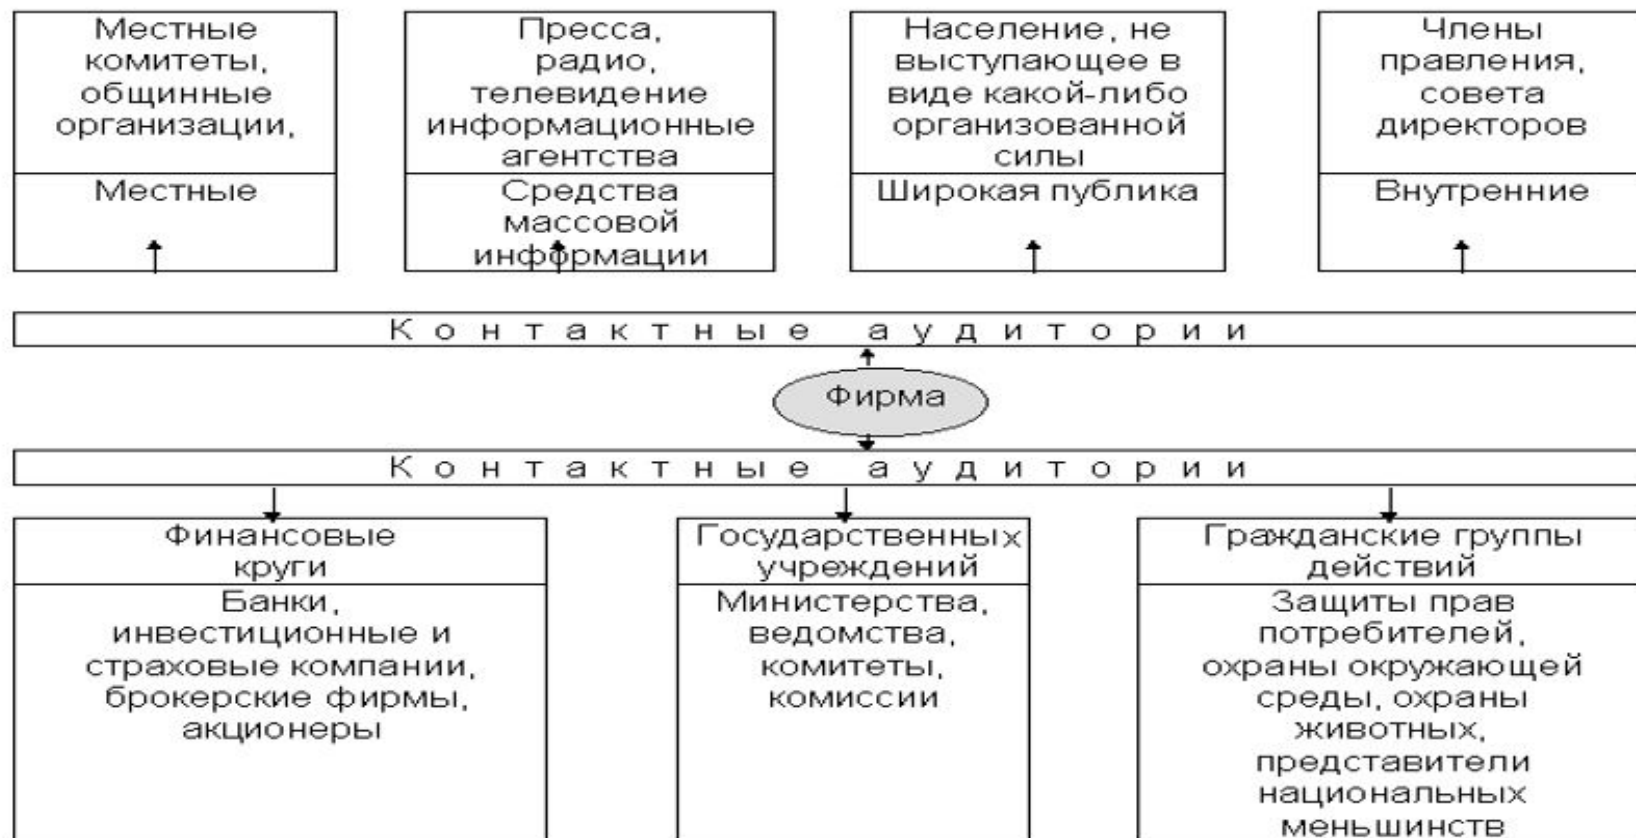 Местные
комитеты,
общинные
организации,
Местные
Пресса,
радио,
телевидение
информационные
агентства
Средства
массовой
информации
Население, не
выступающее в
виде какой-либо
организованной
силы
Широкая публика
Члены
правления,
совета
директоров
Внутренние
Контактные аудитории
Фирма
Контактные аудитории
Финансовые
круги
Банки,
инвестиционные и
страховые компании,
брокерские фирмы,
акционеры
Государственных
учреждений
Министерства,
ведомства,
комитеты,
комиссии
Гражданские группы
действий
Защиты прав
потребителей,
охраны окружающей
среды, охраны
животных,
представители
национальных
меньшинств